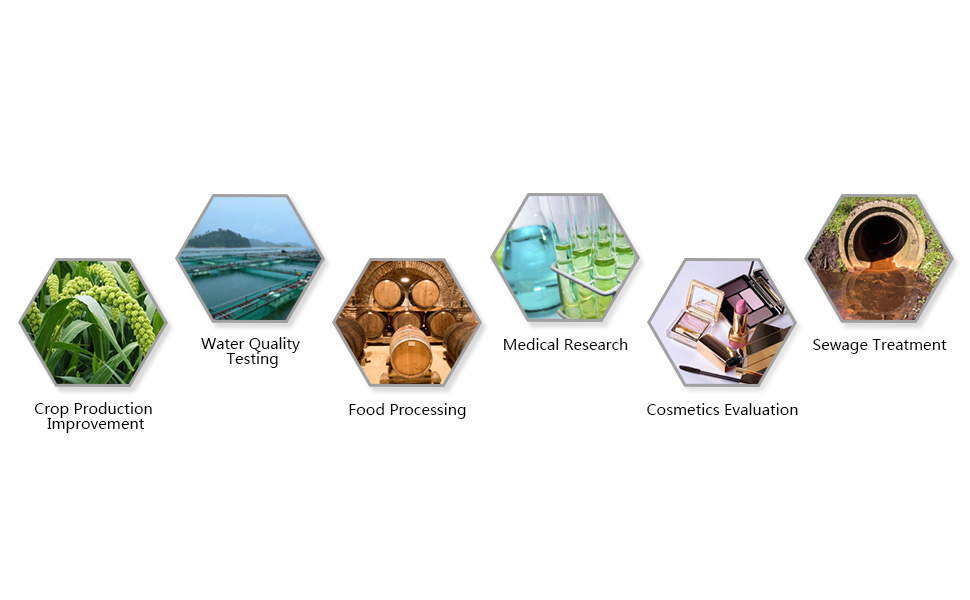 Crop Production
Improvement
Water Quality
Testing
Food Processing
Medical Research
Cosmetics Evaluation
Sewage Treatment